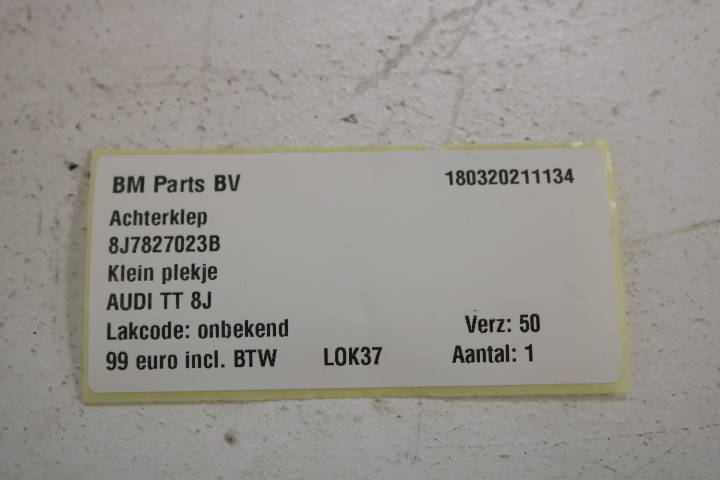 BM Parts BV 180320211134
Achterklep
8J7827023B
Klein plekje
AUDI TT 8J
Lakcode: onbekend Verz: 50
99 euro incl. BTW LOK37 Aantal: 1